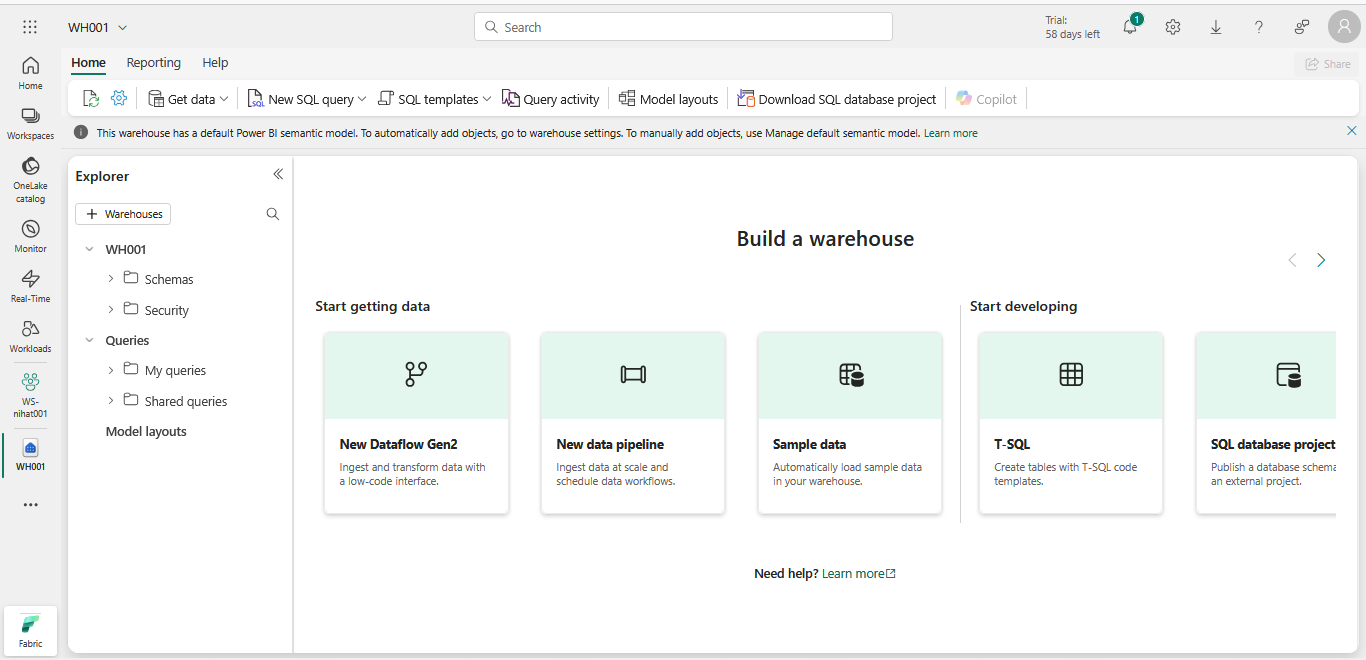 WH001
Search
Trial:
58 days left
1
Home
Reporting
Help
Share
Get data
New SQL query
SQL templates
Query activity
Model layouts
Download SQL database project
Copilot
This warehouse has a default Power BI semantic model. To automatically add objects, go to warehouse settings. To manually add objects, use Manage default semantic model. Learn more
Home
Workspaces
OneLake
catalog
Monitor
Real-Time
Workloads
WS-
nihat001
WH001
Fabric
Explorer
Warehouses
WH001
Schemas
Security
Queries
My queries
Shared queries
Model layouts
Build a warehouse
Start getting data
New Dataflow Gen2
Ingest and transform data with
a low-code interface.
New data pipeline
Ingest data at scale and
schedule data workflows.
Sample data
Automatically load sample data
in your warehouse.
Start developing
T-SQL
Create tables with T-SQL code
templates.
SQL database project
Publish a database schema
an external project.
Need help? Learn more